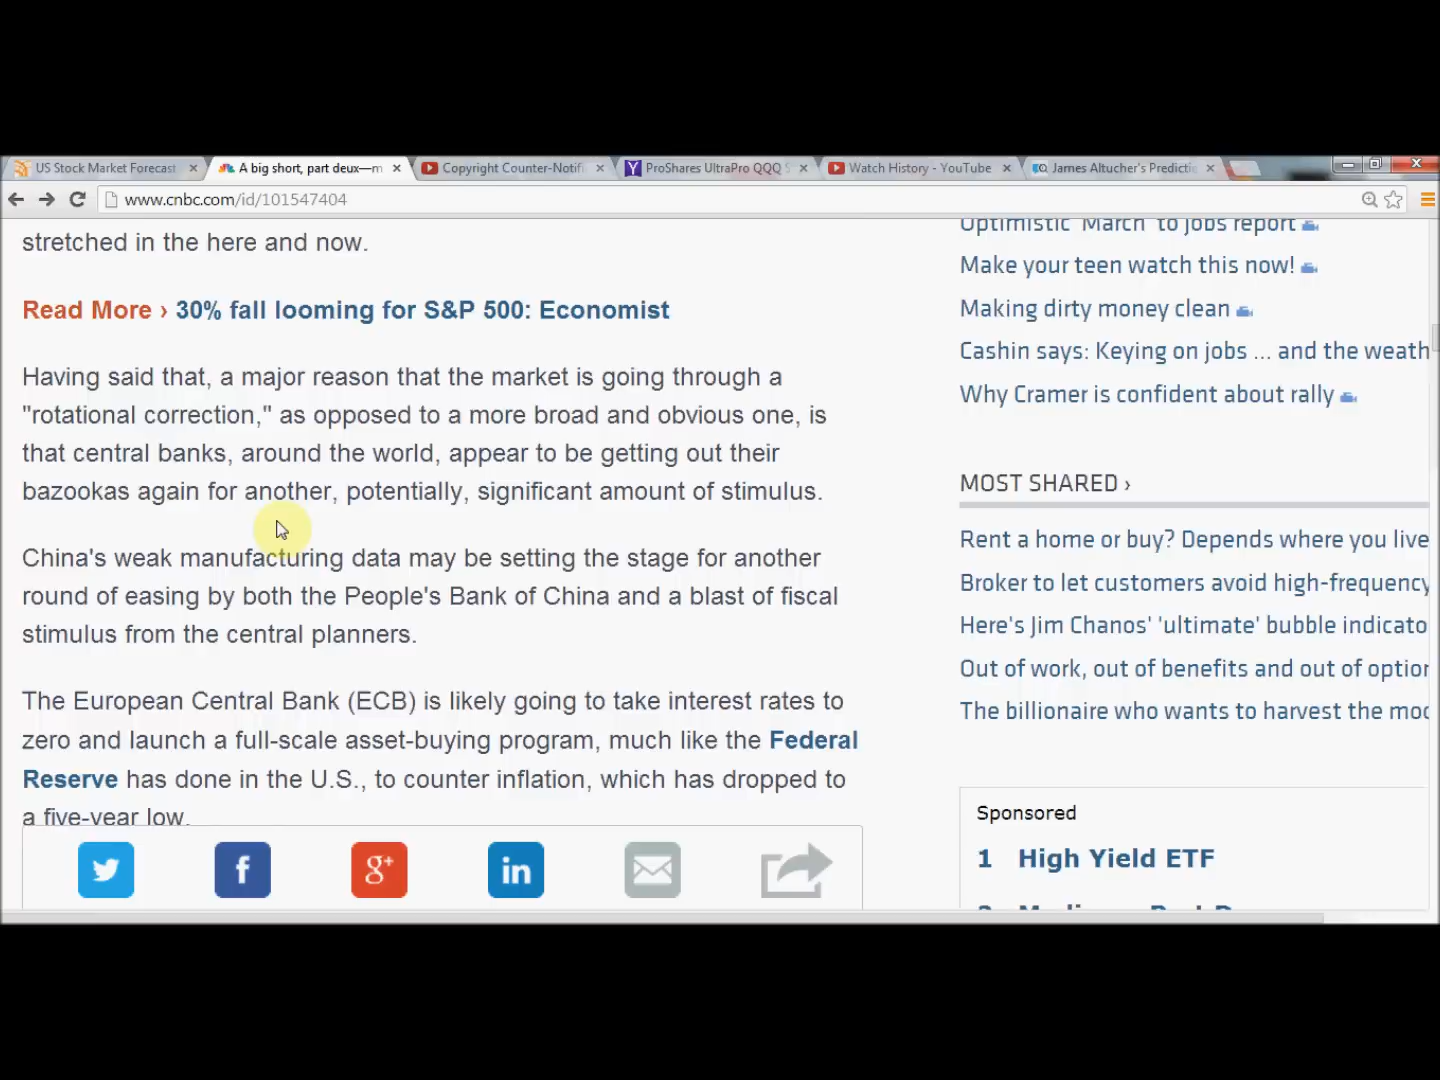 US Stock Market Forecast
A big short, part deux—m
Copyright Counter-Notifi
ProShares UltraPro QQQ S
Watch History - YouTube
James Altucher's Predictio
www.cnbc.com/id/101547404
stretched in the here and now.
Read More › 30% fall looming for S&P 500: Economist
Having said that, a major reason that the market is going through a
"rotational correction," as opposed to a more broad and obvious one, is
that central banks, around the world, appear to be getting out their
bazookas again for another, potentially, significant amount of stimulus.
China's weak manufacturing data may be setting the stage for another
round of easing by both the People's Bank of China and a blast of fiscal
stimulus from the central planners.
The European Central Bank (ECB) is likely going to take interest rates to
zero and launch a full-scale asset-buying program, much like the Federal
Reserve has done in the U.S., to counter inflation, which has dropped to
a five-year low.
Optimistic 'March' to jobs report
Make your teen watch this now!
Making dirty money clean
Cashin says: Keying on jobs ... and the weath
Why Cramer is confident about rally
MOST SHARED ›
Rent a home or buy? Depends where you live
Broker to let customers avoid high-frequency
Here's Jim Chanos' 'ultimate' bubble indicato
Out of work, out of benefits and out of option
The billionaire who wants to harvest the moo
Sponsored
1 High Yield ETF